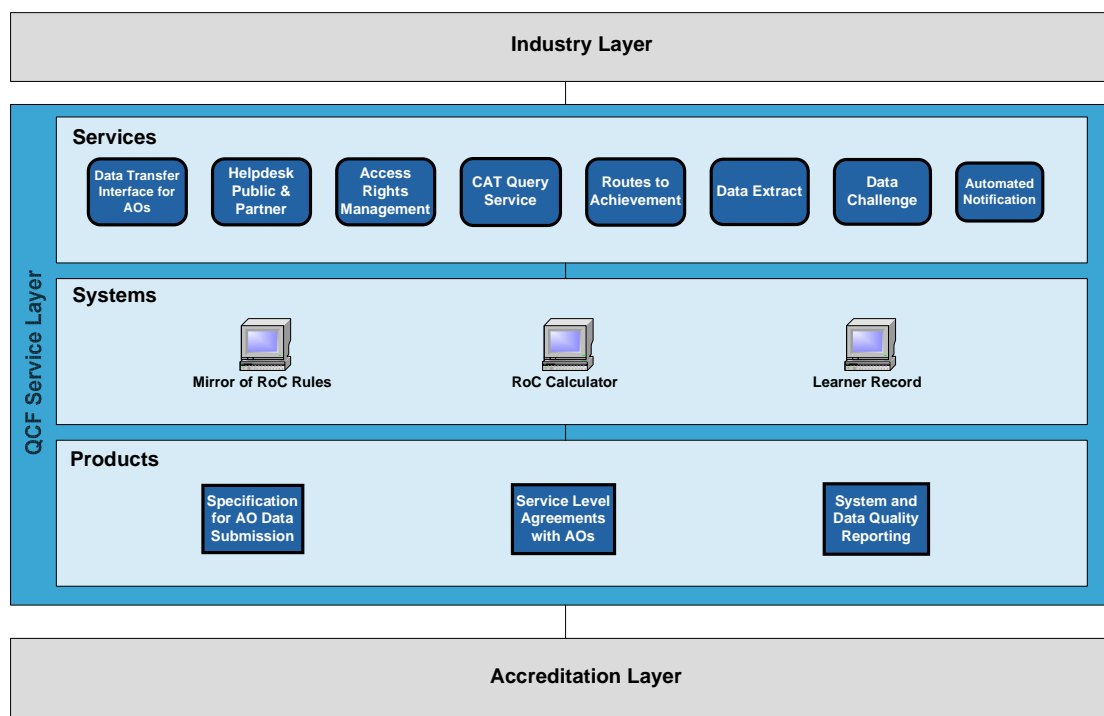 Industry Layer
QCF Service Layer
Services
Data Transfer
Interface for
AOs
Helpdesk
Public &
Partner
Access
Rights
Management
CAT Query
Service
Routes to
Achievement
Data Extract
Data
Challenge
Automated
Notification
Systems
Mirror of RoC Rules
RoC Calculator
Learner Record
Products
Specification
for AO Data
Submission
Service Level
Agreements
with AOs
System and
Data Quality
Reporting
Accreditation Layer